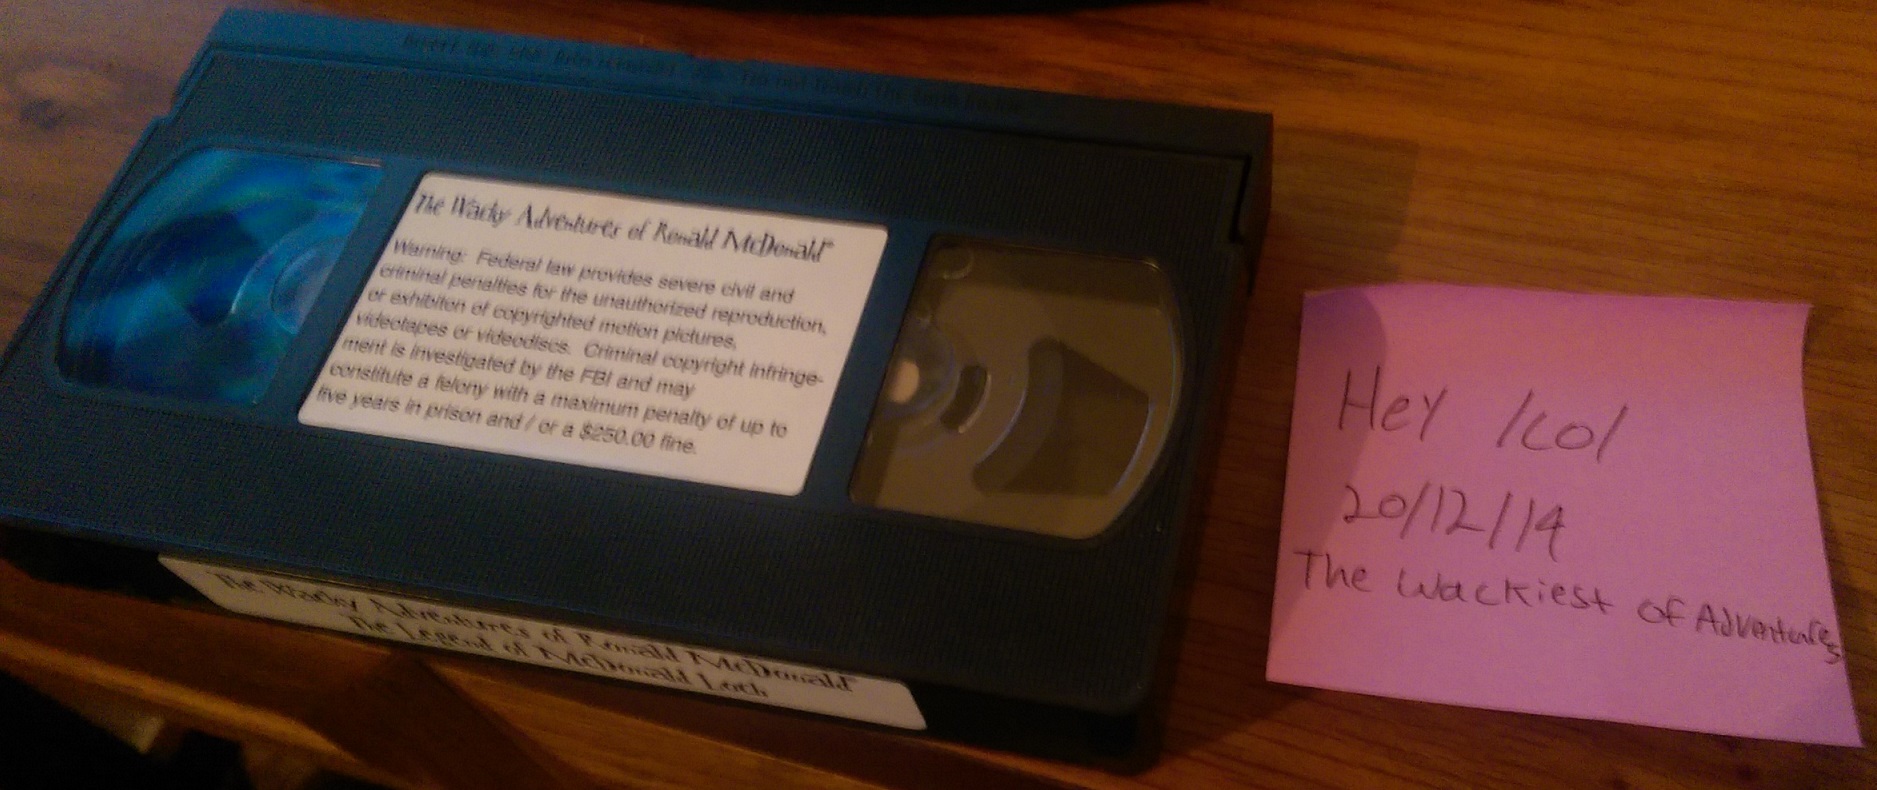 The Wacky Adventures of Ronald McDonald®
Warning: Federal law provides severe civil and
criminal penalties for the unauthorized reproduction,
or exhibiton of copyrighted motion pictures,
videotapes or videodiscs. Criminal copyright infringe-
ment is investigated by the FBI and may
constitute a felony with a maximum penalty of up to
five years in prison and / or a $250.00 fine.
The Wacky Adventures of Ronald McDonald®
The Legend of McDonald Loch
Hey /co/
20/12/14
The Wackiest of Adventures